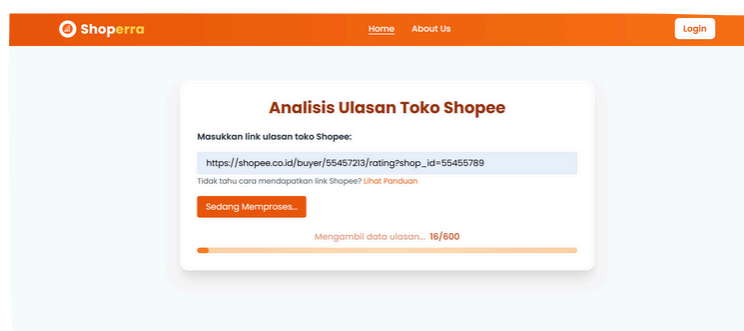 Shoperra
Home
About Us
Login
Analisis Ulasan Toko Shopee
Masukkan link ulasan toko Shopee:
https://shopee.co.id/buyer/55457213/rating?shop_id=55455789
Tidak tahu cara mendapatkan link Shopee? Lihat Panduan
Sedang Memproses...
Mengambil data ulasan... 16/600